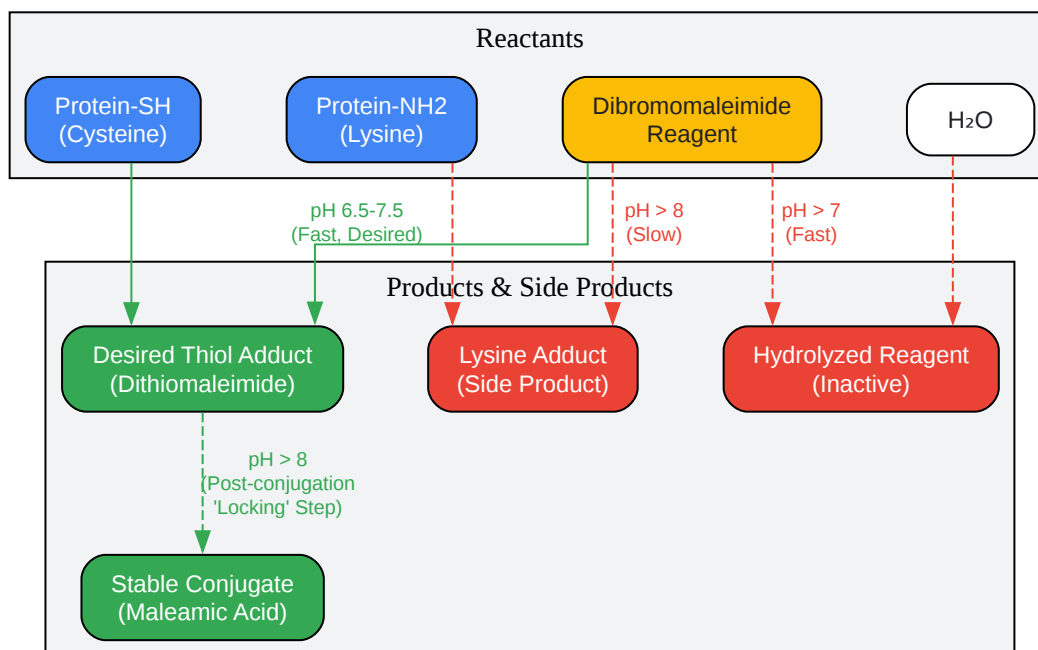 Reactants
Protein-SH
(Cysteine)
Protein-NH2
(Lysine)
Dibromomaleimide
Reagent
H₂O
pH 6.5-7.5
(Fast, Desired)
pH > 8
(Slow)
pH > 7
(Fast)
Products & Side Products
Desired Thiol Adduct
(Dithiomaleimide)
Lysine Adduct
(Side Product)
Hydrolyzed Reagent
(Inactive)
pH > 8
(Post-conjugation
'Locking' Step)
Stable Conjugate
(Maleamic Acid)